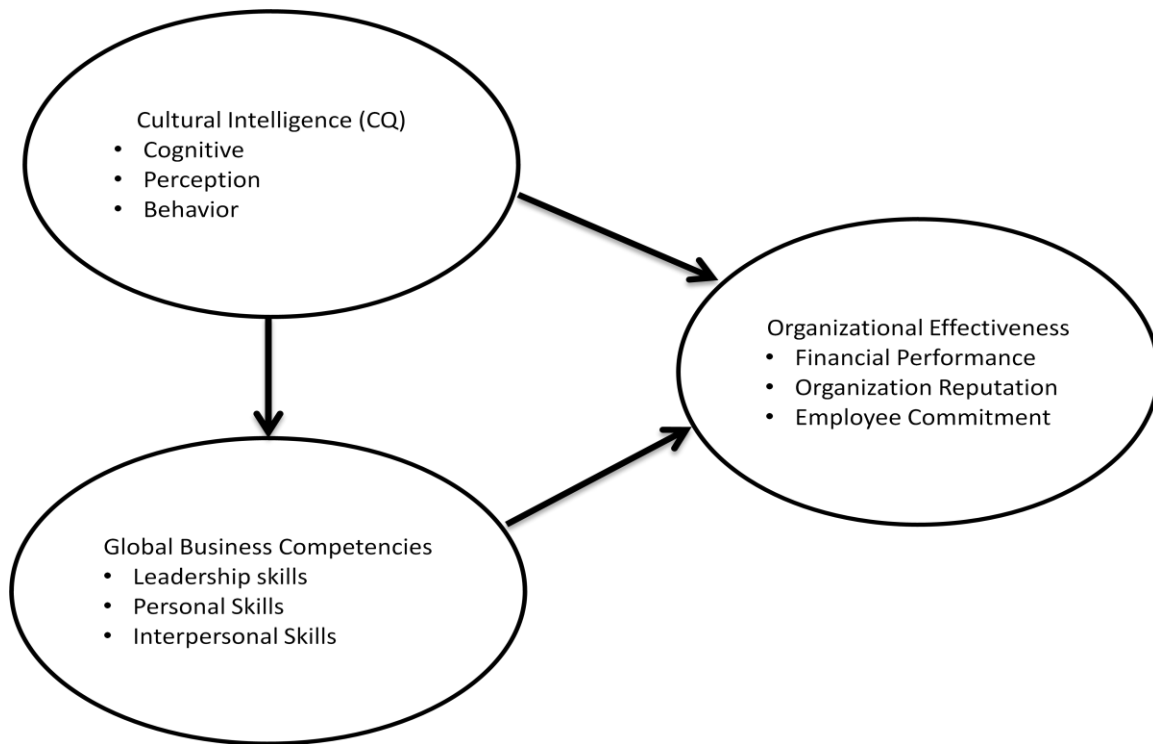 Cultural Intelligence (CQ)
• Cognitive
• Perception
• Behavior
Organizational Effectiveness
• Financial Performance
• Organization Reputation
• Employee Commitment
Global Business Competencies
• Leadership skills
• Personal Skills
• Interpersonal Skills